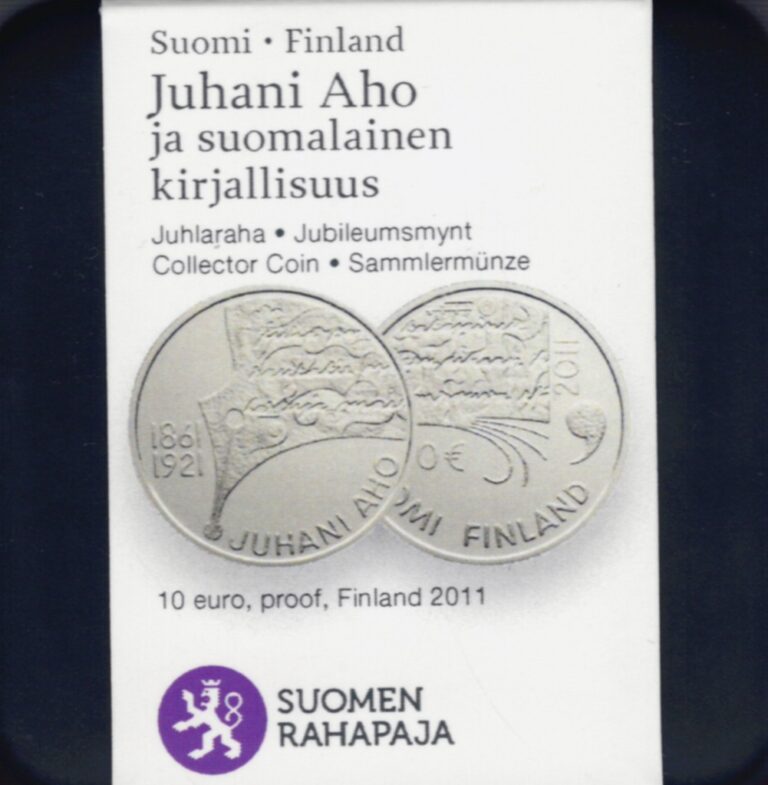 Suomi · Finland
Juhani Aho
ja suomalainen
kirjallisuus
Juhlaraha • Jubileumsmynt
Collector Coin • Sammlermünze
1861
1921
JUHANI AHO
2011
0€
OMI FINLAND
10 euro, proof, Finland 2011
SUOMEN
RAHAPAJA